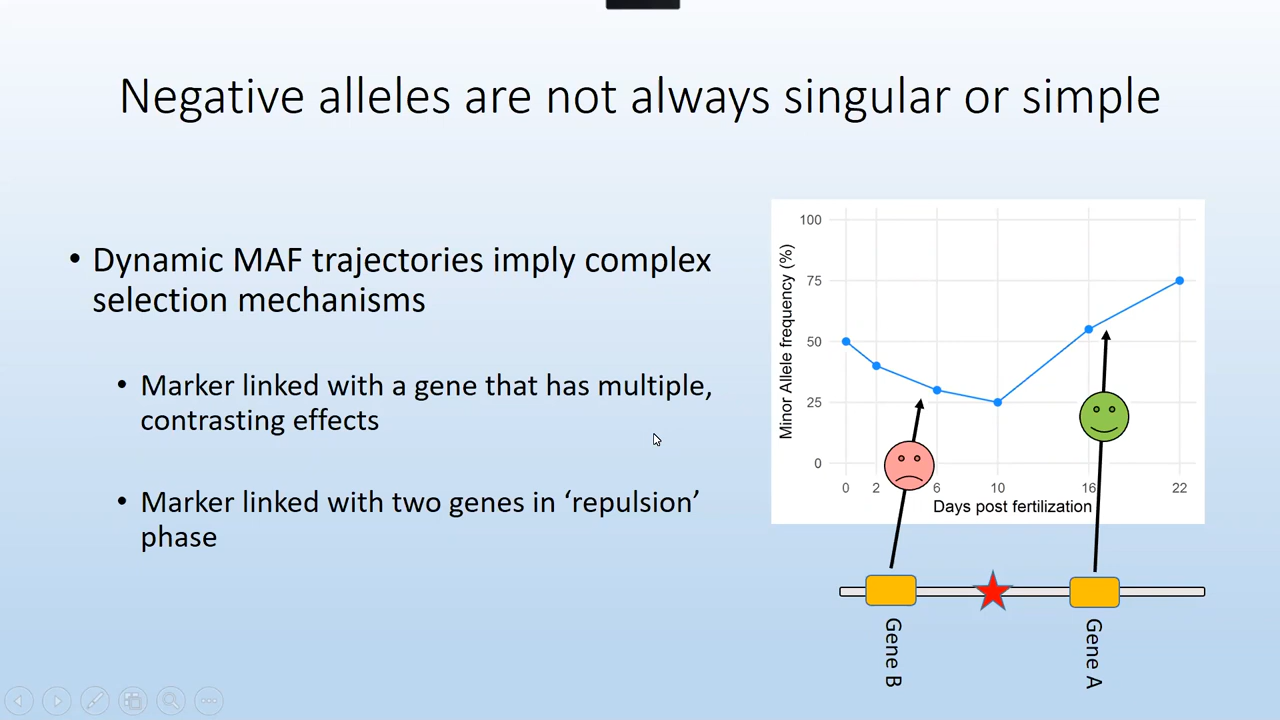 Negative alleles are not always singular or simple
• Dynamic MAF trajectories imply complex
selection mechanisms
• Marker linked with a gene that has multiple,
contrasting effects
• Marker linked with two genes in ‘repulsion’
phase
Minor Allele frequency (%)
100
75
50
25
0
0 2 6 10 16 22
Days post fertilization
Gene B
Gene A